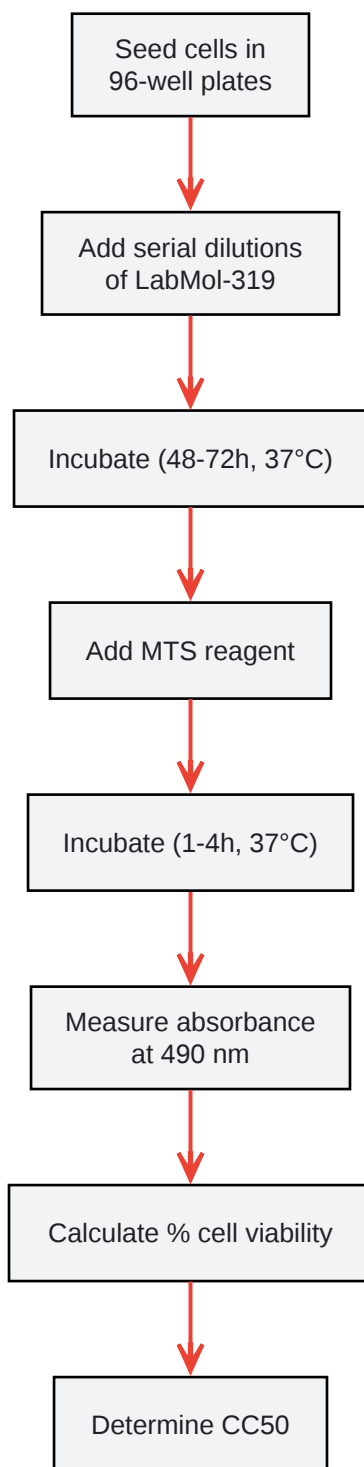 Seed cells in
96-well plates
Add serial dilutions
of LabMol-319
Incubate (48-72h, 37°C)
Add MTS reagent
Incubate (1-4h, 37°C)
Measure absorbance
at 490 nm
Calculate % cell viability
Determine CC50